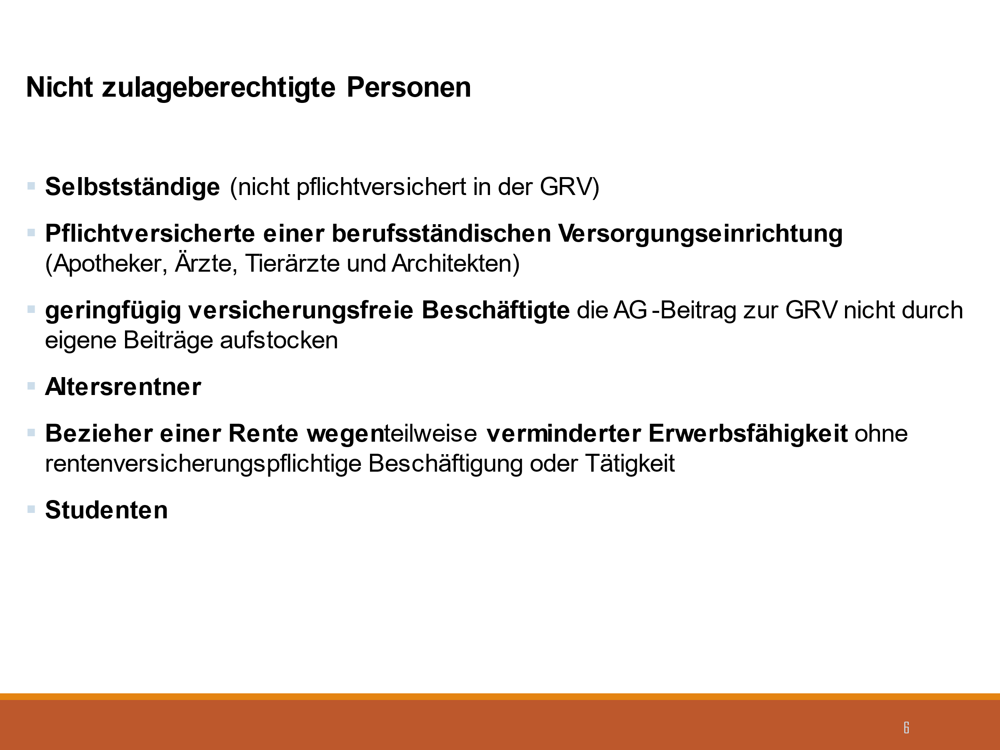 Nicht zulageberechtigte Personen
Selbstständige (nicht pflichtversichert in der GRV)
Pflichtversicherte einer berufsständischen Versorgungseinrichtung
(Apotheker, Ärzte, Tierärzte und Architekten)
geringfügig versicherungsfreie Beschäftigte die AG-Beitrag zur GRV nicht durch
eigene Beiträge aufstocken
Altersrentner
Bezieher einer Rente wegen teilweise verminderter Erwerbsfähigkeit ohne
rentenversicherungspflichtige Beschäftigung oder Tätigkeit
Studenten
6